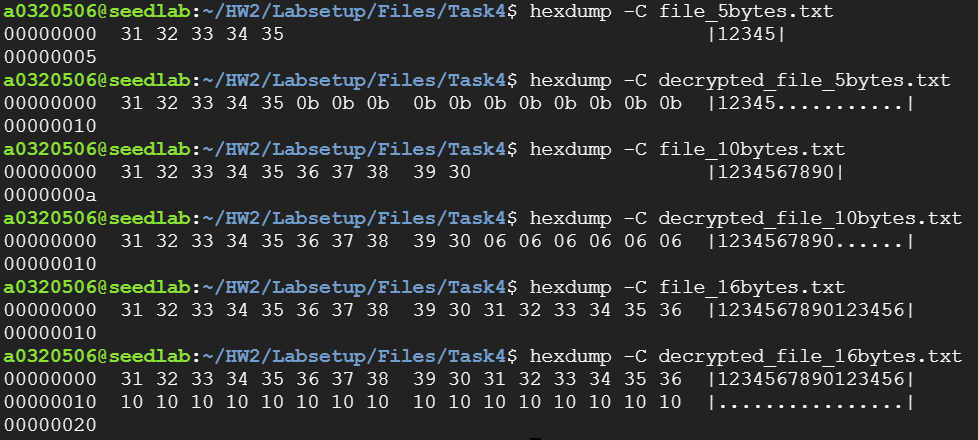 a0320506@seedlab:~/HW2/Labsetup/Files/Task4$ hexdump -C file_5bytes.txt
00000000  31 32 33 34 35                                    |12345|
00000005
a0320506@seedlab:~/HW2/Labsetup/Files/Task4$ hexdump -C decrypted_file_5bytes.txt
00000000  31 32 33 34 35 0b 0b 0b  0b 0b 0b 0b 0b 0b 0b 0b  |12345...........|
00000010
a0320506@seedlab:~/HW2/Labsetup/Files/Task4$ hexdump -C file_10bytes.txt
00000000  31 32 33 34 35 36 37 38  39 30                    |1234567890|
0000000a
a0320506@seedlab:~/HW2/Labsetup/Files/Task4$ hexdump -C decrypted_file_10bytes.txt
00000000  31 32 33 34 35 36 37 38  39 30 06 06 06 06 06 06  |1234567890......|
00000010
a0320506@seedlab:~/HW2/Labsetup/Files/Task4$ hexdump -C file_16bytes.txt
00000000  31 32 33 34 35 36 37 38  39 30 31 32 33 34 35 36  |1234567890123456|
00000010
a0320506@seedlab:~/HW2/Labsetup/Files/Task4$ hexdump -C decrypted_file_16bytes.txt
00000000  31 32 33 34 35 36 37 38  39 30 31 32 33 34 35 36  |1234567890123456|
00000010  10 10 10 10 10 10 10 10  10 10 10 10 10 10 10 10  |................|
00000020